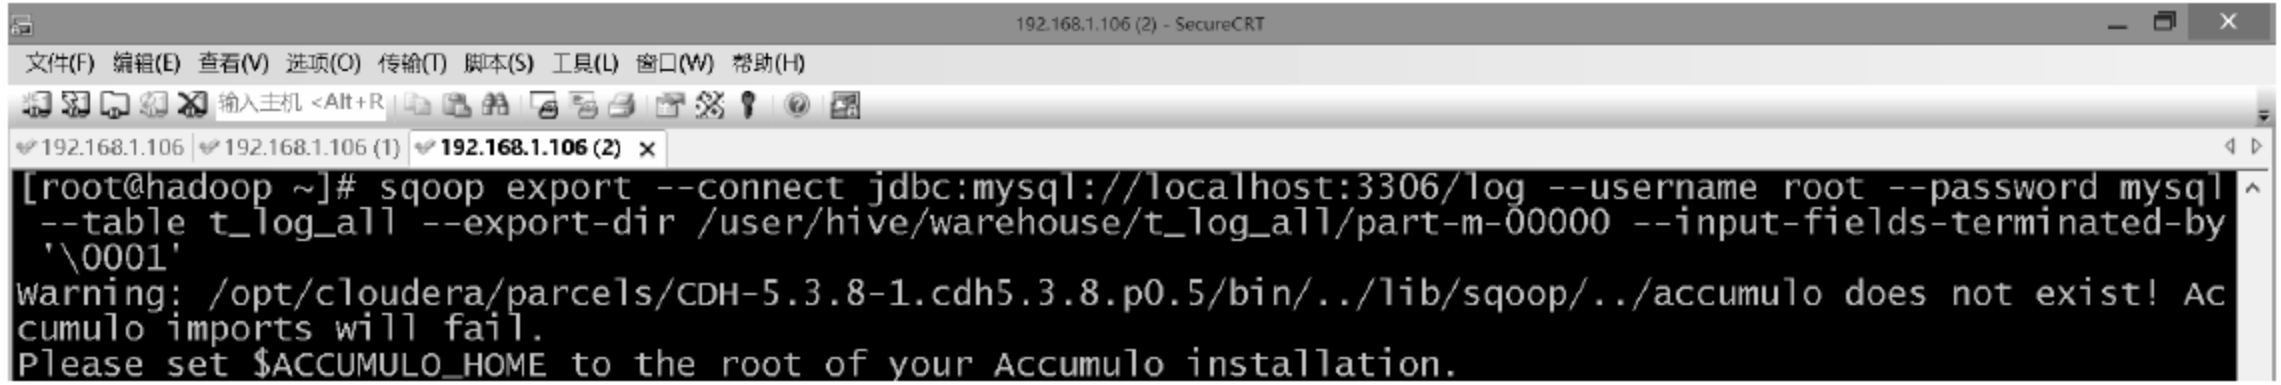 192.168.1.106 (2) - SecureCRT
文件(F) 编辑(E) 查看(V) 选项(O) 传输(T) 脚本(S) 工具(L) 窗口(W) 帮助(H)
输入主机 <Alt+R
192.168.1.106 192.168.1.106 (1) 192.168.1.106 (2)
[root@hadoop ~]# sqoop export --connect jdbc:mysql://localhost:3306/log --username root --password mysql
--table t_log_all --export-dir /user/hive/warehouse/t_log_all/part-m-00000 --input-fields-terminated-by
'\0001'
Warning: /opt/cloudera/parcels/CDH-5.3.8-1.cdh5.3.8.p0.5/bin/../lib/sqoop/../accumulo does not exist! Ac
cumulo imports will fail.
Please set $ACCUMULO_HOME to the root of your Accumulo installation.